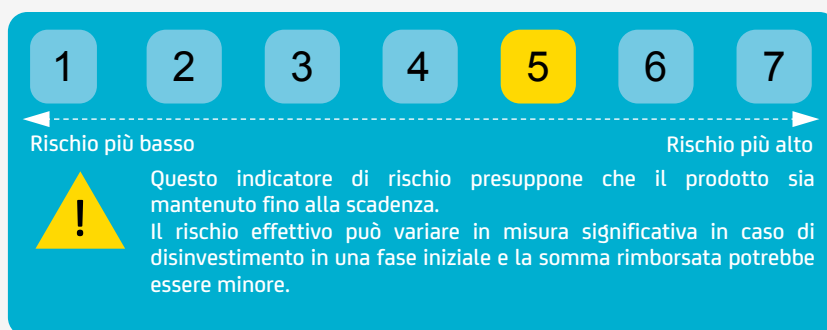 1 2 3 4 5 6 7
Rischio più basso Rischio più alto
!
Questo indicatore di rischio presuppone che il prodotto sia
mantenuto fino alla scadenza.
Il rischio effettivo può variare in misura significativa in caso di
disinvestimento in una fase iniziale e la somma rimborsata potrebbe
essere minore.